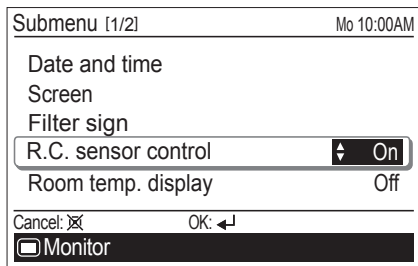 Submenu [1/2] Mo 10:00AM
Date and time
Screen
Filter sign
R.C. sensor control On
Room temp. display Off
Cancel: OK:
Monitor